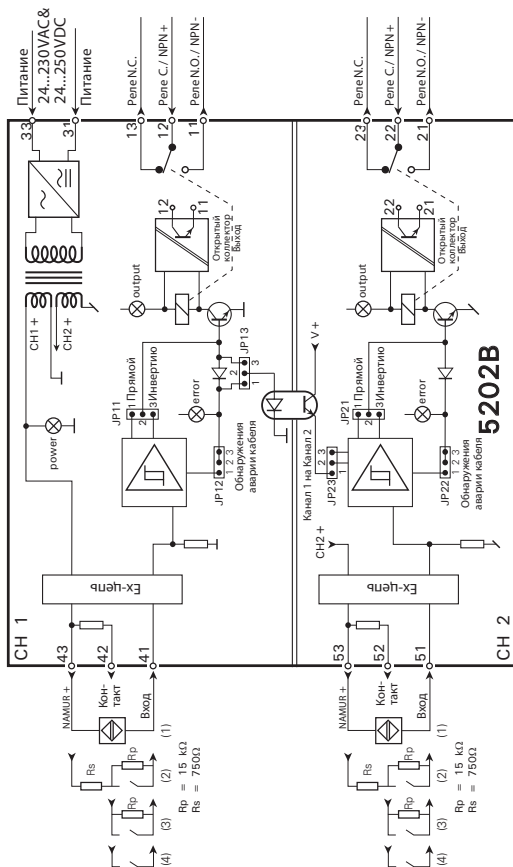 Питание
24...230 VAC &
24...250 VDC
Питание
33
31
Реле N.C.
Реле C./ NPN +
Реле N.O./ NPN -
13
12
11
12
11
Открытый
коллектор
Выход
output
CH1 +
CH2 +
power
JP11
1 Прямой
2
3 Инвертию
error
JP13
1 2 3
JP12
1 2 3
Обнаружения
аварии кабеля
Ex-цепь
CH 1
43
42
41
NAMUR +
Кон-
такт
Вход
(1)
Rs
Rp
(2)
Rp
(3)
(4)
Rp = 15 kΩ
Rs = 750Ω
V +
Канал 1 на Канал 2
Реле N.C.
Реле C./ NPN +
Реле N.O./ NPN -
23
22
21
22
21
Открытый
коллектор
Выход
output
JP21
1 Прямой
2
3 Инвертию
error
JP23
1 2 3
JP22
1 2 3
Обнаружения
аварии кабеля
5202B
CH2 +
Ex-цепь
CH 2
53
52
51
NAMUR +
Кон-
такт
Вход
(1)
Rs
Rp
(2)
Rp
(3)
(4)
Rp = 15 kΩ
Rs = 750Ω